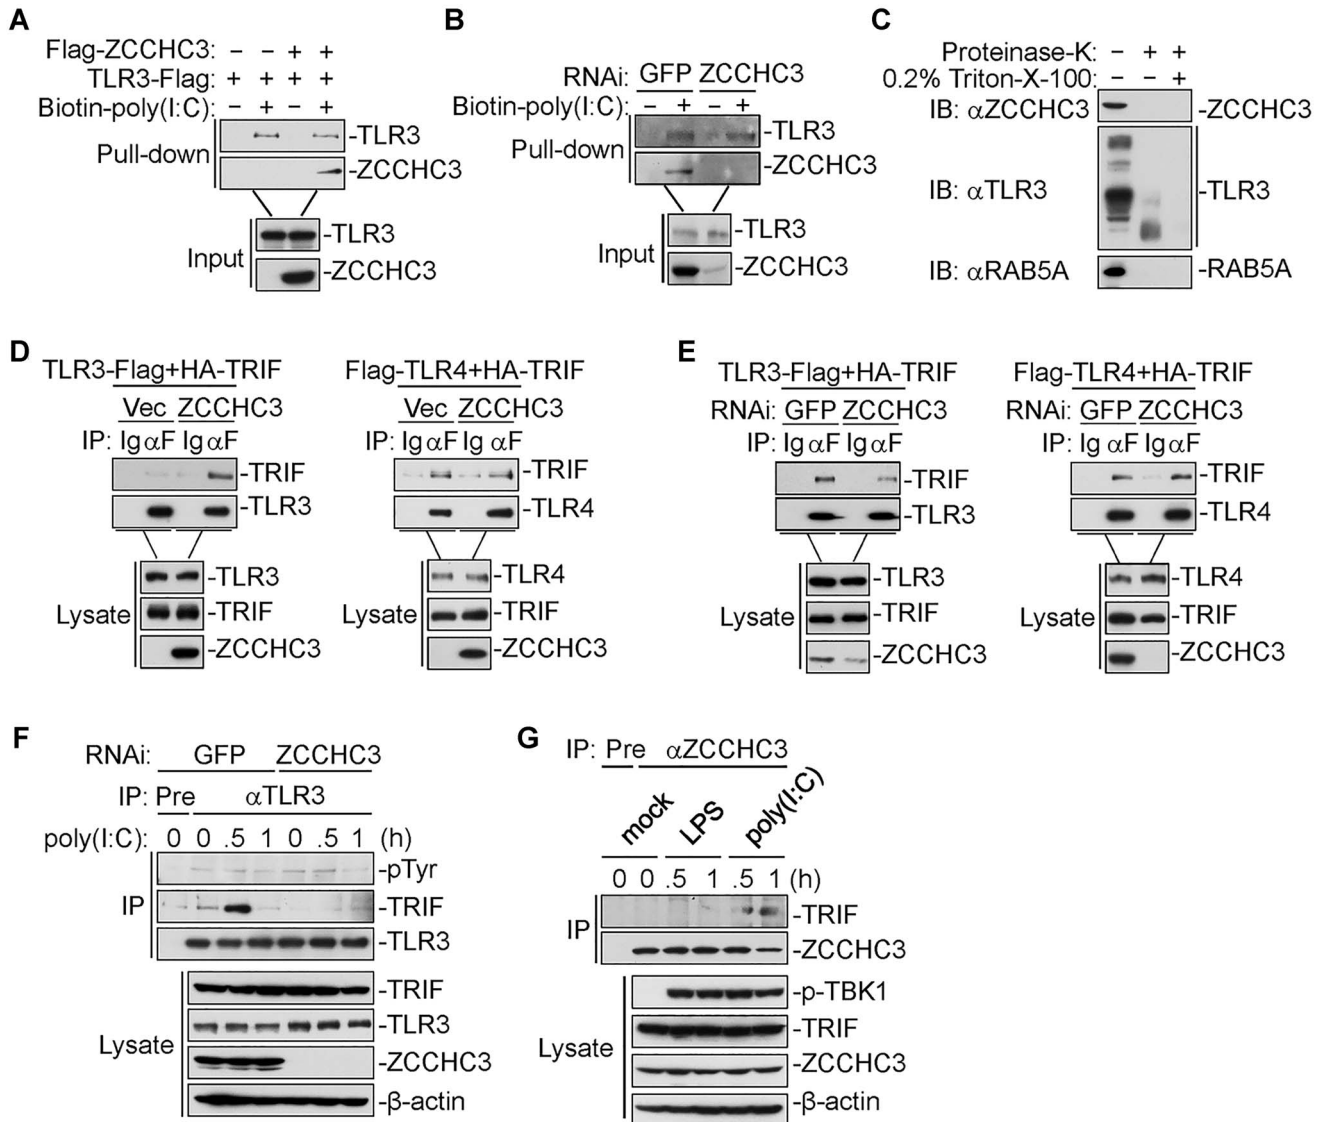 A
Flag-ZCCHC3: - - + +
TLR3-Flag: + + + +
Biotin-poly(I:C): - + - +
Pull-down
-TLR3
-ZCCHC3
Input
-TLR3
-ZCCHC3
B
RNAi: GFP ZCCHC3
Biotin-poly(I:C): - + - +
Pull-down
-TLR3
-ZCCHC3
Input
-TLR3
-ZCCHC3
C
Proteinase-K: - + +
0.2% Triton-X-100: - - +
IB: αZCCHC3 -ZCCHC3
IB: αTLR3 -TLR3
IB: αRAB5A -RAB5A
D
TLR3-Flag+HA-TRIF
Vec ZCCHC3
IP: Ig αF Ig αF
-TRIF
-TLR3
Lysate
-TLR3
-TRIF
-ZCCHC3
Flag-TLR4+HA-TRIF
Vec ZCCHC3
IP: Ig αF Ig αF
-TRIF
-TLR4
Lysate
-TLR4
-TRIF
-ZCCHC3
E
TLR3-Flag+HA-TRIF
RNAi: GFP ZCCHC3
IP: Ig αF Ig αF
-TRIF
-TLR3
Lysate
-TLR3
-TRIF
-ZCCHC3
Flag-TLR4+HA-TRIF
RNAi: GFP ZCCHC3
IP: Ig αF Ig αF
-TRIF
-TLR4
Lysate
-TLR4
-TRIF
-ZCCHC3
F
RNAi: GFP ZCCHC3
IP: Pre αTLR3
poly(I:C): 0 0 .5 1 0 .5 1 (h)
IP
-pTyr
-TRIF
-TLR3
Lysate
-TRIF
-TLR3
-ZCCHC3
-β-actin
G
IP: Pre αZCCHC3
mock LPS poly(I:C)
0 0 .5 1 .5 1 (h)
IP
-TRIF
-ZCCHC3
Lysate
-p-TBK1
-TRIF
-ZCCHC3
-β-actin